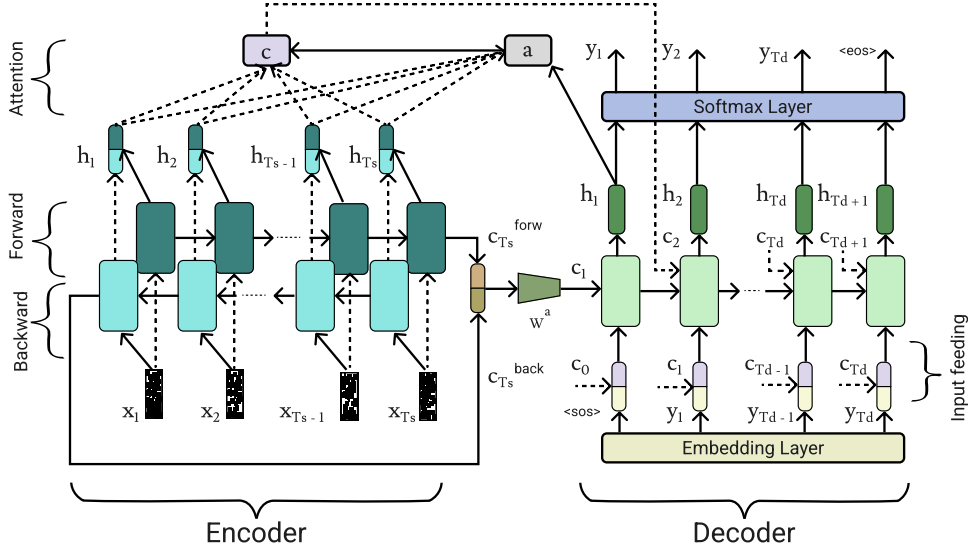 Attention
c
a
y1
y2
yTd
<eos>
Softmax Layer
h1
h2
hTs - 1
hTs
h1
h2
hTd
hTd + 1
Forward
cTs forw
c2
cTd
cTd+1
c1
Wa
Backward
cTs back
c0
c1
cTd - 1
cTd
Input feeding
x1
x2
xTs - 1
xTs
<sos>
y1
yTd -1
yTd
Embedding Layer
Encoder
Decoder